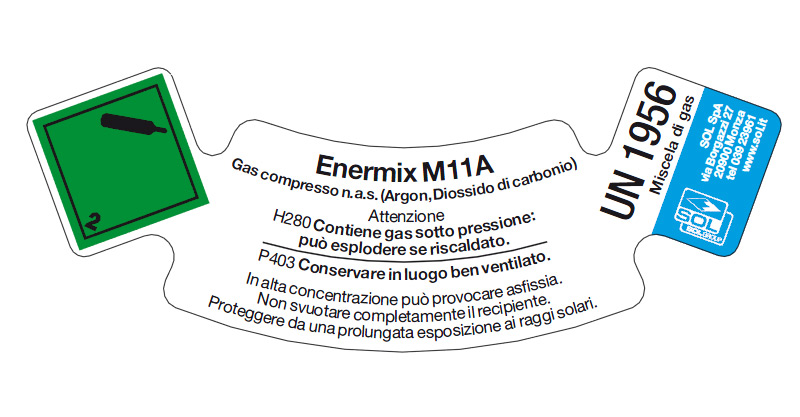 2
Enermix M11A
Gas compresso n.a.s. (Argon, Diossido di carbonio)
Attenzione
H280 Contiene gas sotto pressione:
può esplodere se riscaldato.
P403 Conservare in luogo ben ventilato.
In alta concentrazione può provocare asfissia.
Non svuotare completamente il recipiente.
Proteggere da una prolungata esposizione ai raggi solari.
UN 1956
Miscela di gas
SOL SpA
via Borgazzi 27
20900 Monza
tel 039 23961
www.sol.it
SOL
SOLGROUP